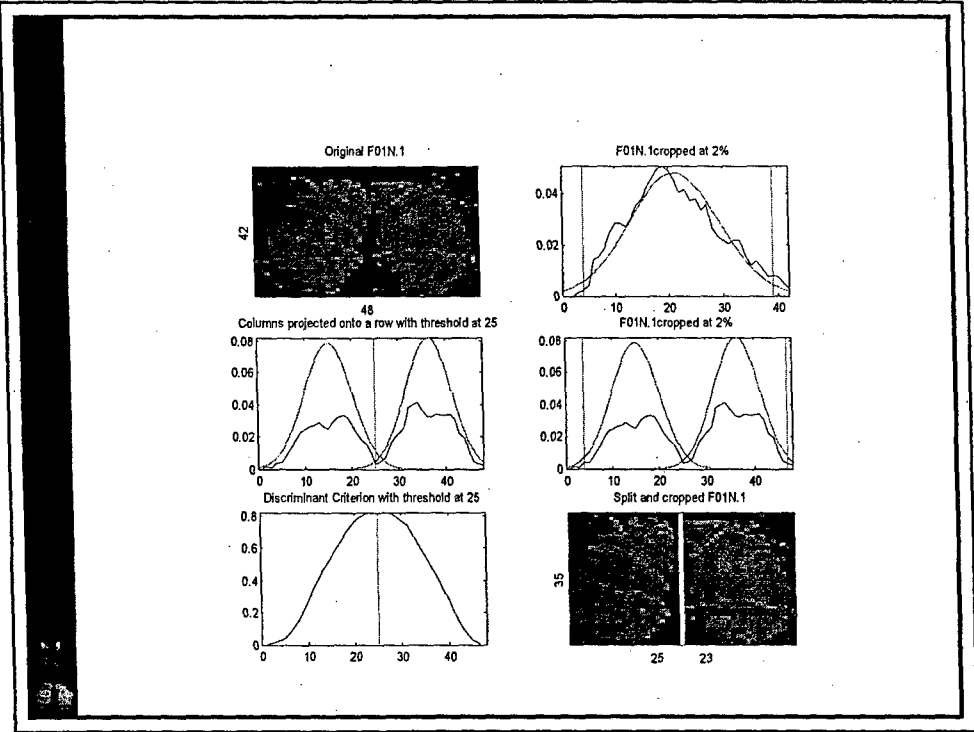 Original F01N.1
42
48
F01N.1cropped at 2%
0.04
0.02
0
0 10 20 30 40
Columns projected onto a row with threshold at 25
0.08
0.06
0.04
0.02
0
0 10 20 30 40
F01N.1cropped at 2%
0.08
0.06
0.04
0.02
0
0 10 20 30 40
Discriminant Criterion with threshold at 25
0.8
0.6
0.4
0.2
0
0 10 20 30 40
Split and cropped F01N.1
35
25 23